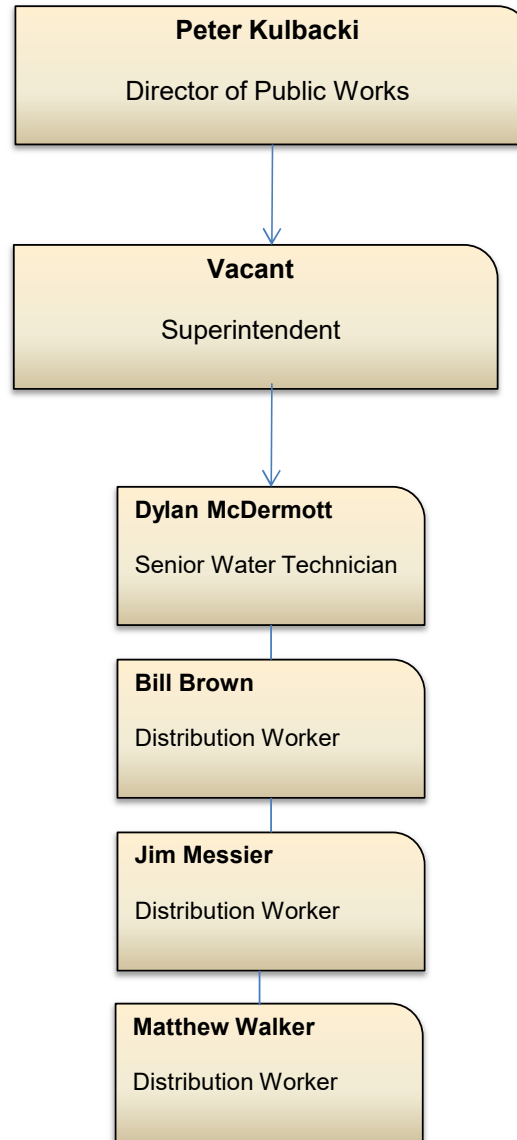 Peter Kulbacki
Director of Public Works
Vacant
Superintendent
Dylan McDermott
Senior Water Technician
Bill Brown
Distribution Worker
Jim Messier
Distribution Worker
Matthew Walker
Distribution Worker